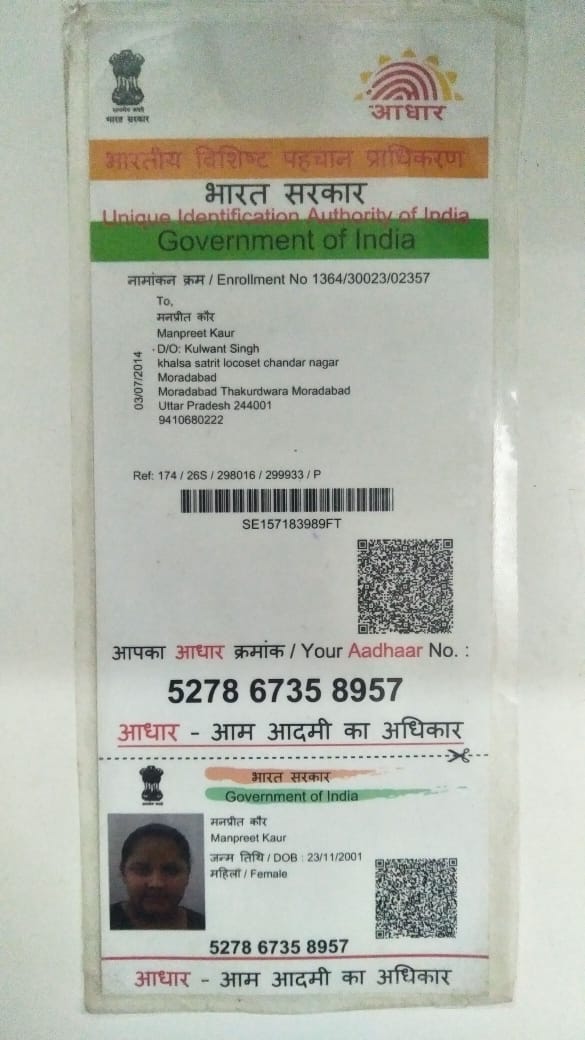 भारत सरकार
आधार
भारतीय विशिष्ट पहचान प्राधिकरण
भारत सरकार
Unique Identification Authority of India
Government of India
नामांकन क्रम / Enrollment No 1364/30023/02357
To,
मनप्रीत कौर
Manpreet Kaur
D/O: Kulwant Singh
khalsa satrit locoset chandar nagar
Moradabad
Moradabad Thakurdwara Moradabad
Uttar Pradesh 244001
9410680222
03/07/2014
Ref: 174 / 26S / 298016 / 299933 / P
SE157183989FT
आपका आधार क्रमांक / Your Aadhaar No. :
5278 6735 8957
आधार - आम आदमी का अधिकार
भारत सरकार
Government of India
मनप्रीत कौर
Manpreet Kaur
जन्म तिथि / DOB : 23/11/2001
महिला / Female
5278 6735 8957
आधार - आम आदमी का अधिकार